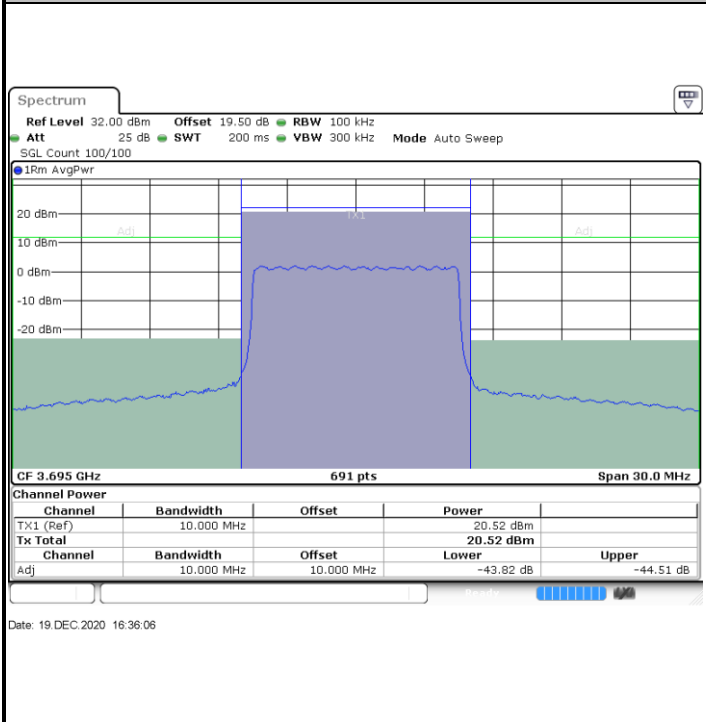 Spectrum
Ref Level 32.00 dBm Offset 19.50 dB RBW 100 kHz
Att 25 dB SWT 200 ms VBW 300 kHz Mode Auto Sweep
SGL Count 100/100
1Rm AvgPwr
20 dBm
TX1
Adj Adj
10 dBm
0 dBm
-10 dBm
-20 dBm
CF 3.695 GHz 691 pts Span 30.0 MHz
Channel Power
Channel Bandwidth Offset Power
TX1 (Ref) 10.000 MHz 20.52 dBm
Tx Total 20.52 dBm
Channel Bandwidth Offset Lower Upper
Adj 10.000 MHz 10.000 MHz -43.82 dB -44.51 dB
Ready
Date: 19.DEC.2020 16:36:06